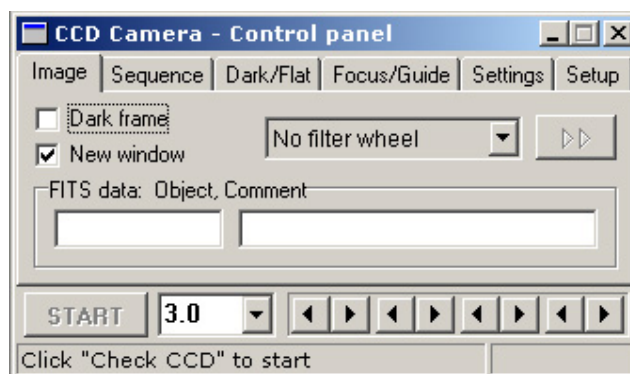 CCD Camera - Control panel
Image Sequence Dark/Flat Focus/Guide Settings Setup
Dark frame
No filter wheel
New window
FITS data: Object, Comment
START 3.0
Click "Check CCD" to start